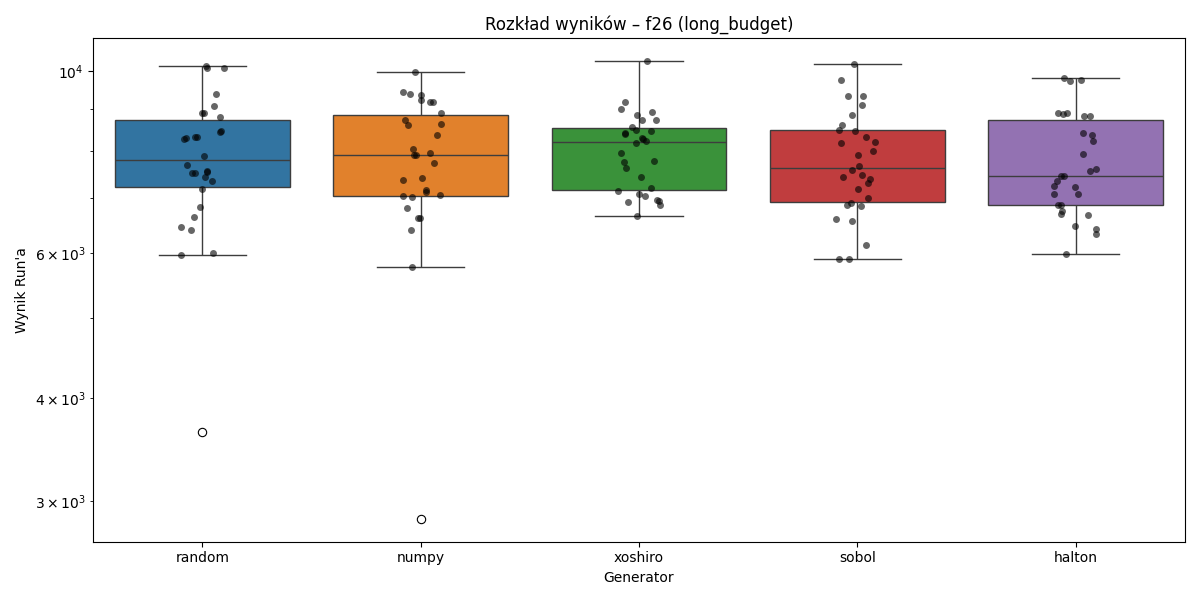 Rozkład wyników – f26 (long_budget)
Wynik Run'a
10⁴
6 × 10³
4 × 10³
3 × 10³
random numpy xoshiro sobol halton
Generator